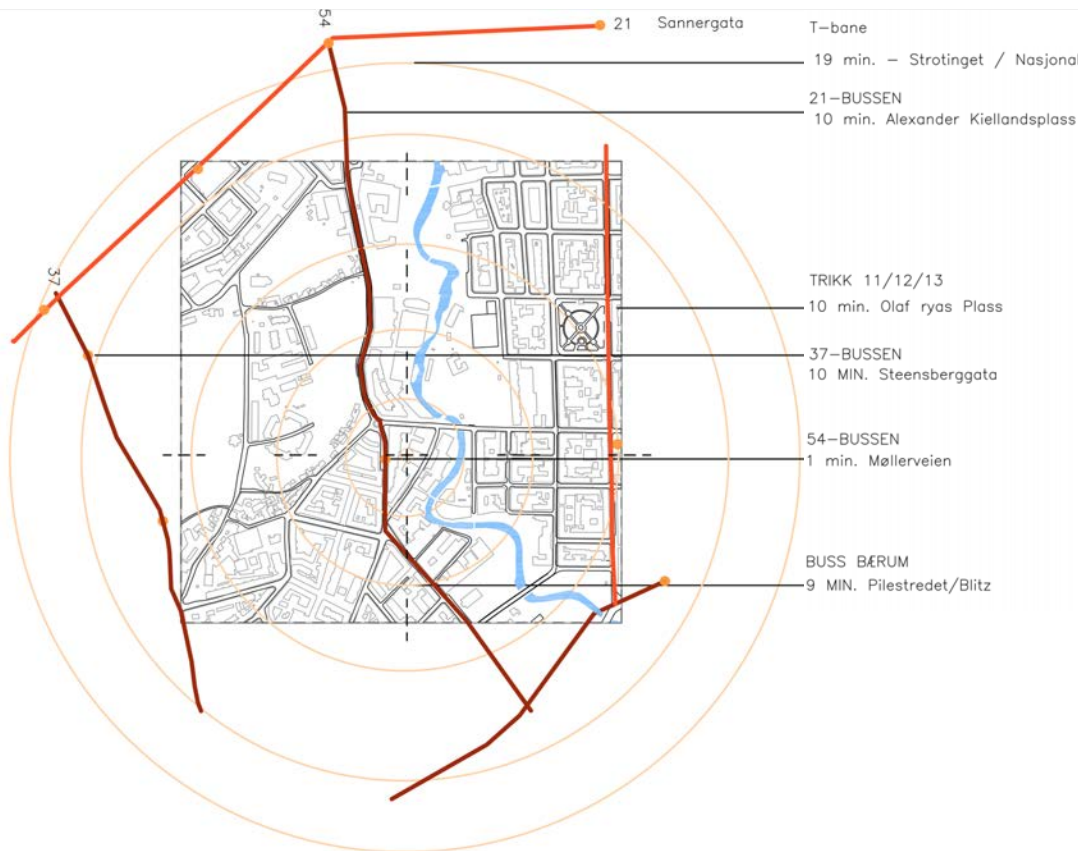 54
21 Sannergata
T-bane
19 min. – Strotinget / Nasjonal
21-BUSSEN
10 min. Alexander Kiellandsplass
37
TRIKK 11/12/13
10 min. Olaf ryas Plass
37-BUSSEN
10 MIN. Steensberggata
54-BUSSEN
1 min. Møllerveien
BUSS BÆRUM
9 MIN. Pilestredet/Blitz